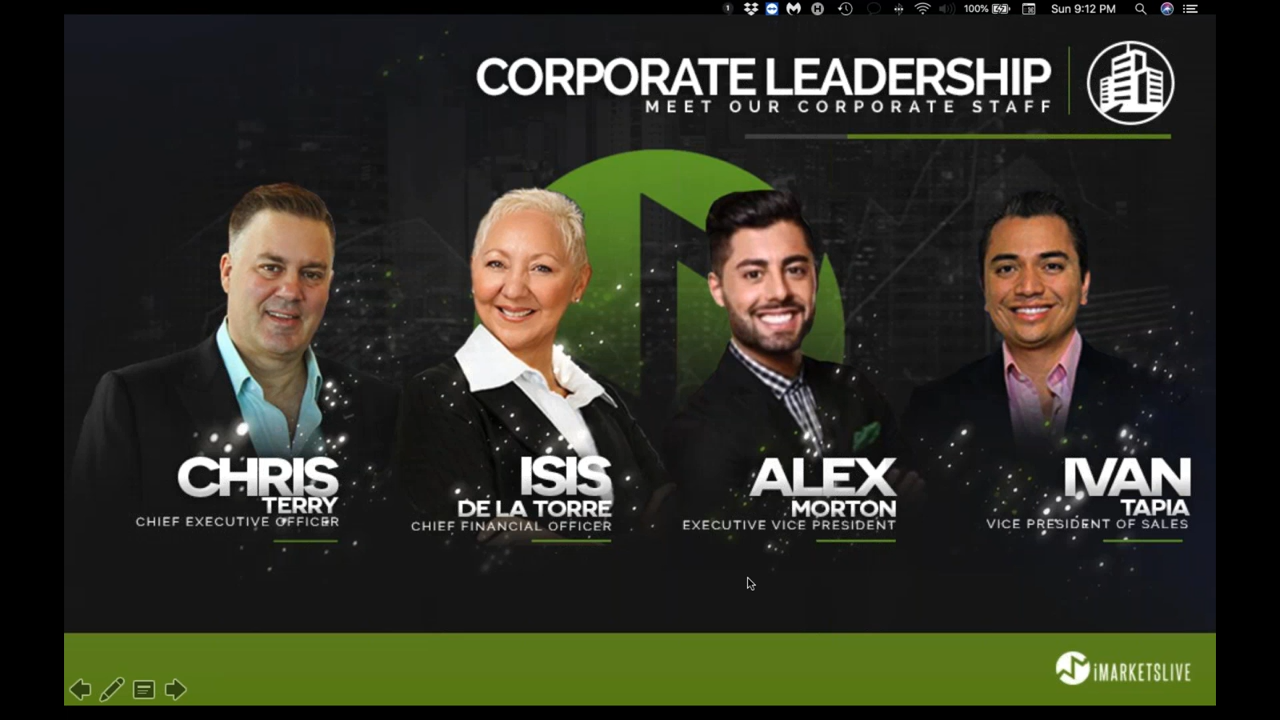 1
100%
Sun 9:12 PM
CORPORATE LEADERSHIP
MEET OUR CORPORATE STAFF
CHRIS
TERRY
CHIEF EXECUTIVE OFFICER
ISIS
DE LA TORRE
CHIEF FINANCIAL OFFICER
ALEX
MORTON
EXECUTIVE VICE PRESIDENT
IVAN
TAPIA
VICE PRESIDENT OF SALES
iMARKETSLIVE